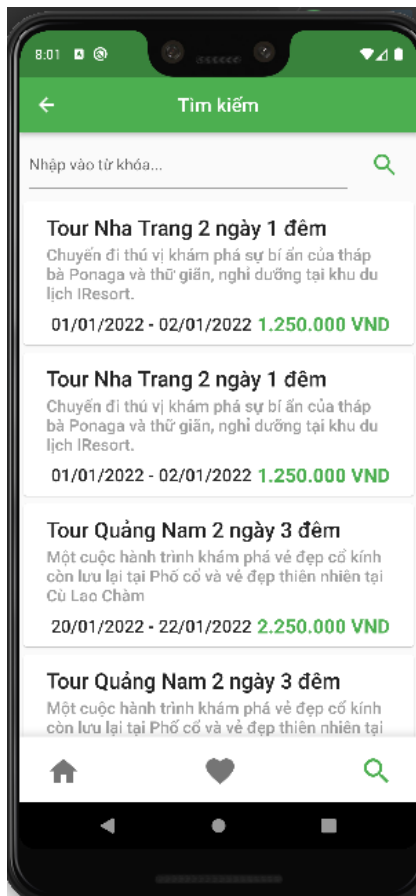 8:01
Tìm kiếm
Nhập vào từ khóa...
Tour Nha Trang 2 ngày 1 đêm
Chuyến đi thú vị khám phá sự bí ẩn của tháp
bà Ponaga và thữ giãn, nghỉ dưỡng tại khu du
lịch IResort.
01/01/2022 - 02/01/2022 1.250.000 VND
Tour Nha Trang 2 ngày 1 đêm
Chuyến đi thú vị khám phá sự bí ẩn của tháp
bà Ponaga và thữ giãn, nghỉ dưỡng tại khu du
lịch IResort.
01/01/2022 - 02/01/2022 1.250.000 VND
Tour Quảng Nam 2 ngày 3 đêm
Một cuộc hành trình khám phá vẻ đẹp cổ kính
còn lưu lại tại Phố cổ và vẻ đẹp thiên nhiên tại
Cù Lao Chàm
20/01/2022 - 22/01/2022 2.250.000 VND
Tour Quảng Nam 2 ngày 3 đêm
Một cuộc hành trình khám phá vẻ đẹp cổ kính
còn lưu lại tại Phố cổ và vẻ đẹp thiên nhiên tại